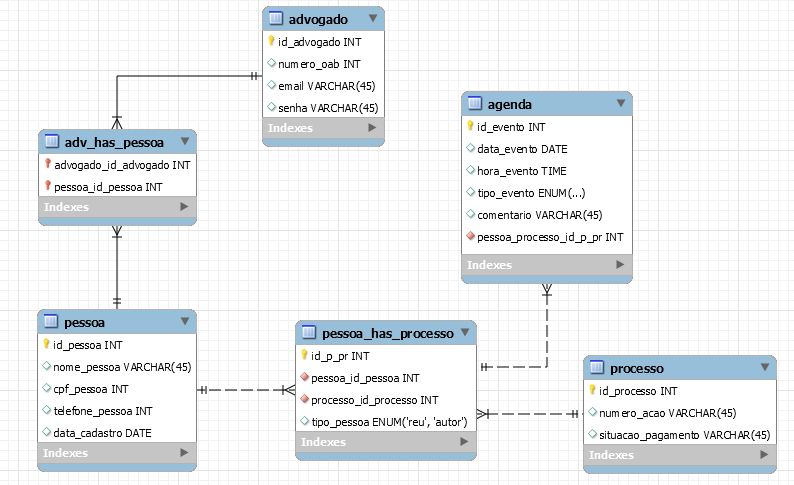 advogado
id_advogado INT
numero_oab INT
email VARCHAR(45)
senha VARCHAR(45)
Indexes
agenda
id_evento INT
data_evento DATE
hora_evento TIME
tipo_evento ENUM(...)
comentario VARCHAR(45)
pessoa_processo_id_p_pr INT
Indexes
adv_has_pessoa
advogado_id_advogado INT
pessoa_id_pessoa INT
Indexes
pessoa
id_pessoa INT
nome_pessoa VARCHAR(45)
cpf_pessoa INT
telefone_pessoa INT
data_cadastro DATE
Indexes
pessoa_has_processo
id_p_pr INT
pessoa_id_pessoa INT
processo_id_processo INT
tipo_pessoa ENUM('reu', 'autor')
Indexes
processo
id_processo INT
numero_acao VARCHAR(45)
situacao_pagamento VARCHAR(45)
Indexes